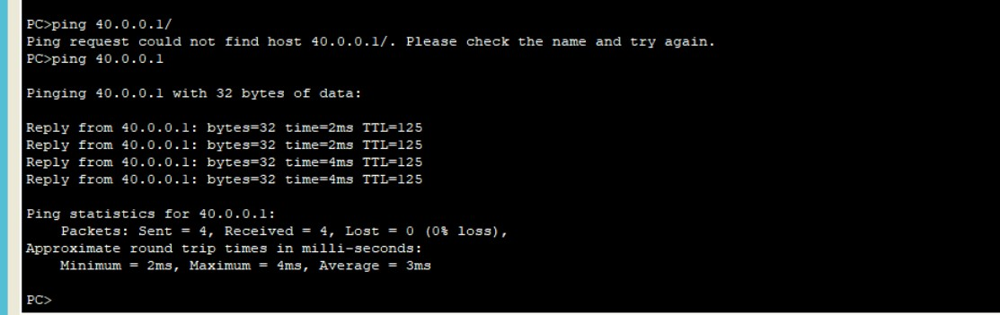 PC>ping 40.0.0.1/
Ping request could not find host 40.0.0.1/. Please check the name and try again.
PC>ping 40.0.0.1
Pinging 40.0.0.1 with 32 bytes of data:
Reply from 40.0.0.1: bytes=32 time=2ms TTL=125
Reply from 40.0.0.1: bytes=32 time=2ms TTL=125
Reply from 40.0.0.1: bytes=32 time=4ms TTL=125
Reply from 40.0.0.1: bytes=32 time=4ms TTL=125
Ping statistics for 40.0.0.1:
Packets: Sent = 4, Received = 4, Lost = 0 (0% loss),
Approximate round trip times in milli-seconds:
Minimum = 2ms, Maximum = 4ms, Average = 3ms
PC>